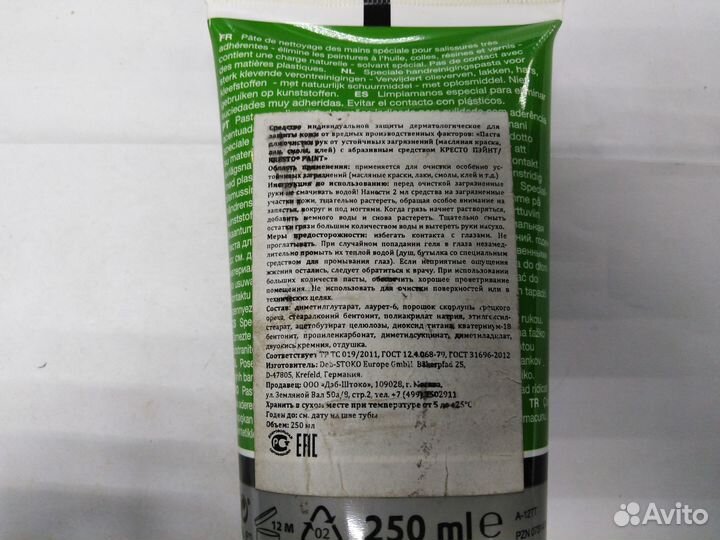 FR Pâte de nettoyage des mains spéciale pour salissures très
adhérentes - élimine les peintures à l'huile, colles, résines et vernis -
contient une charge naturelle - solvant spécial. Pas de contact avec
des matières plastiques. NL Speciale handreinigingspasta voor
sterk klevende verontreinigingen - Verwijdert olieverven, lakken, hars,
kleefstoffen - met natuurlijk schuurmiddel - met oplosmiddel. Niet
gebruiken op kunststoffen. ES Limpiamanos especial para eliminar
suciedades muy adheridas. Evitar el contacto con plásticos.
PT
Средство индивидуальной защиты дерматологическое для
защиты кожи от вредных производственных факторов: «Паста
для очистки рук от устойчивых загрязнений (масляная краска,
лак, смолы, клей) с абразивным средством КРЕСТО ПЭЙНТ/
KRESTO® PAINT»
Область применения: применяется для очистки особенно ус-
тойчивых загрязнений (масляные краски, лаки, смолы, клей и т.д.)
Инструкция по использованию: перед очисткой загрязненные
руки не смачивать водой! Нанести 2 мл средства на загрязненные
участки кожи, тщательно растереть, обращая особое внимание на
запястья, вокруг и под ногтями. Когда грязь начнет растворяться,
добавить немного воды и снова растереть. Тщательно смыть
остатки грязи большим количеством воды и вытереть руки насухо.
Меры предосторожности: избегать контакта с глазами. Не
проглатывать. При случайном попадании геля в глаза незамед-
лительно промыть их теплой водой (душ, бутылка со специальным
средством для промывания глаз). Если неприятные ощущения
жжения остались, следует обратиться к врачу. При использовании
больших количеств пасты, обеспечить хорошее проветривание
помещения. Не использовать для очистки поверхностей или в
технических целях.
Состав: диметилглутарат, лаурет-6, порошок скорлупы грецкого
ореха, стеаралконий бентонит, полиакрилат натрия, этилгексил-
стеарат, ацетобутират целюлозы, диоксид титана, кватерниум-18
бентонит, пропиленкарбонат, диметилсукцинат, диметиладипат,
двуокись кремния, отдушка.
Соответствует ТР ТС 019/2011, ГОСТ 12.4.068-79, ГОСТ 31696-2012
Изготовитель: Deb-STOKO Europe GmbH Bäkerpfad 25,
D-47805, Krefeld, Германия.
Продавец: ООО «Дэб-Штоко», 109028, г. Москва,
ул. Земляной Вал 50а/8, стр.2, тел. +7 (499) 1502911
Хранить в сухом месте при температуре от 5 до +25°C
Годен до: см. дату на шве тубы
Объем: 250 мл
EAC
12 M
02
250 ml e
A-1277
TR
Avito